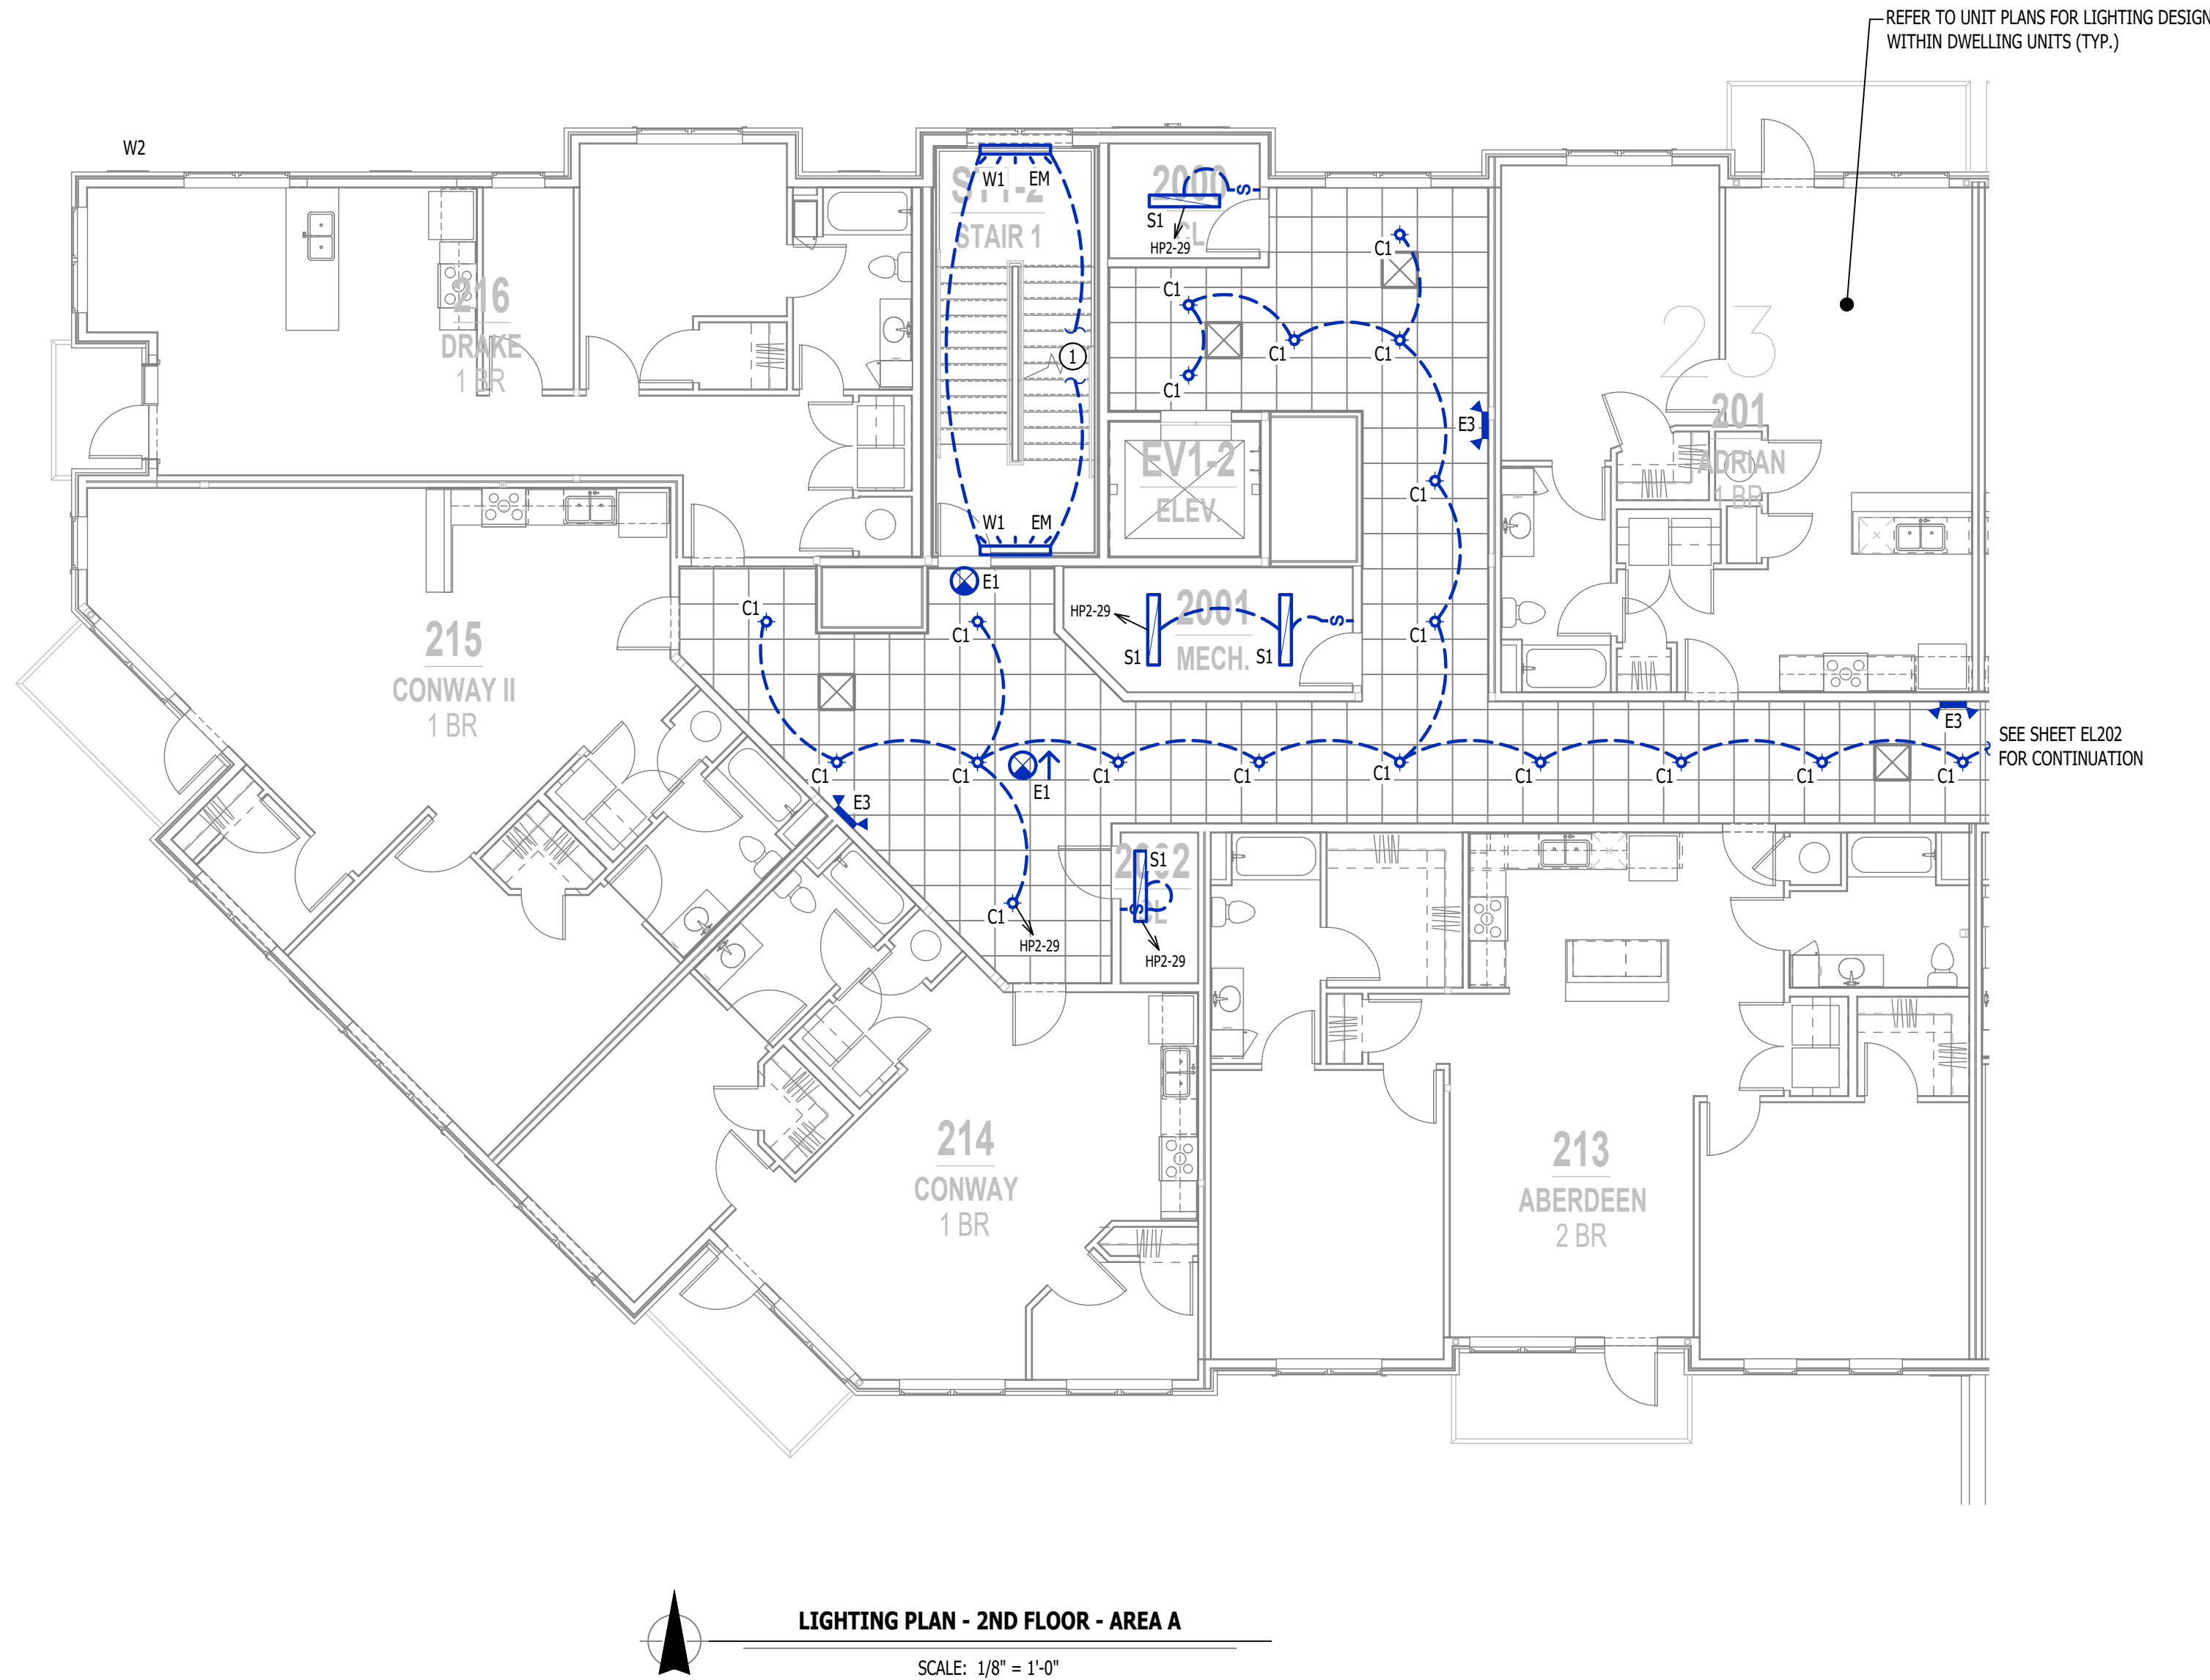 REFER TO UNIT PLANS FOR LIGHTING DESIGN
WITHIN DWELLING UNITS (TYP.)
W2
W1 EM
STAIR 1
2000
S
S1
HP2-29
C1
C1
C1
C1
C1
1
216
DRAKE
1 BR
23
201
ADRIAN
1 BR
E3
EV1-2
ELEV.
C1
W1 EM
E1
C1
C1
HP2-29
2001
MECH.
S
S1
S1
C1
215
CONWAY II
1 BR
E3
SEE SHEET EL202
FOR CONTINUATION
C1
C1
C1
C1
C1
C1
C1
C1
C1
E1
E3
S1
S
C1
HP2-29
HP2-29
214
CONWAY
1 BR
213
ABERDEEN
2 BR
LIGHTING PLAN - 2ND FLOOR - AREA A
SCALE: 1/8" = 1'-0"